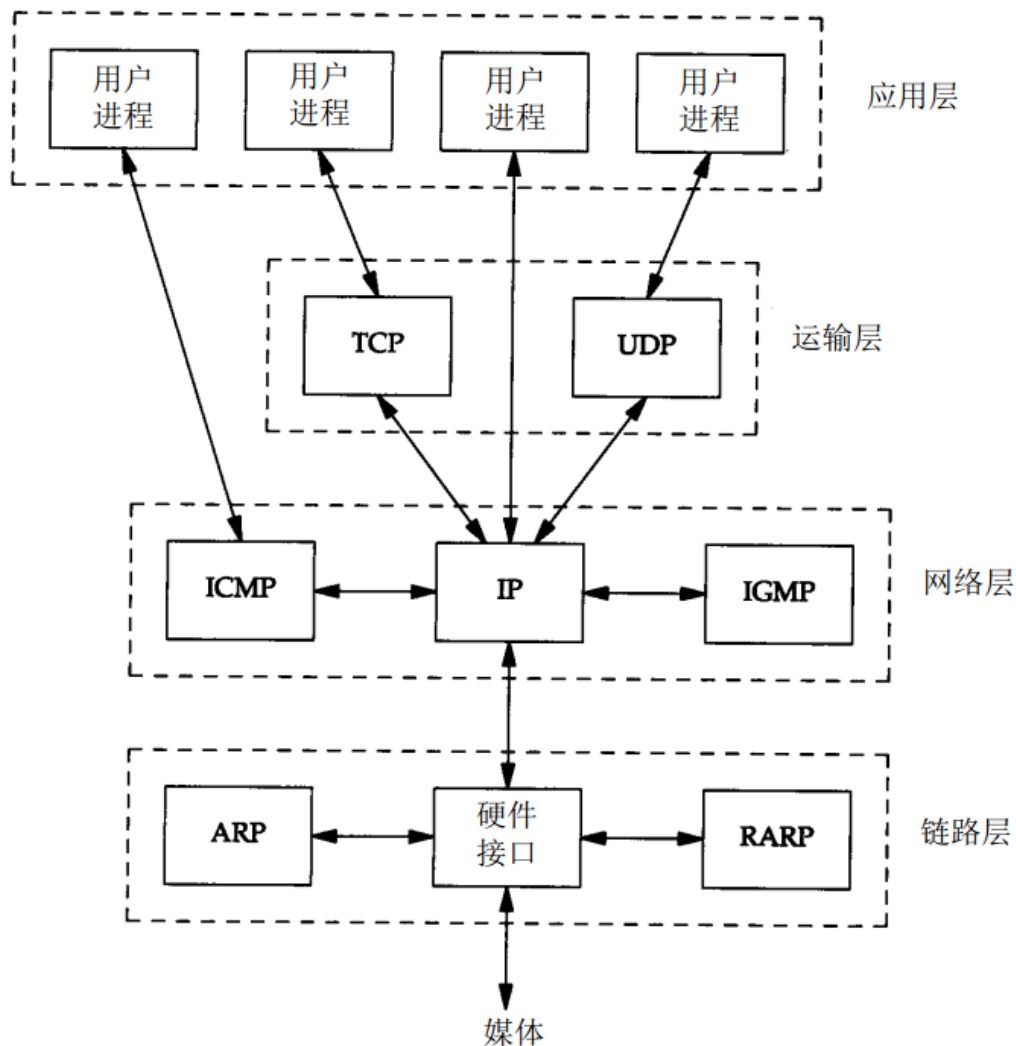 用户
进程
用户
进程
用户
进程
用户
进程
应用层
TCP
UDP
运输层
ICMP
IP
IGMP
网络层
ARP
硬件
接口
RARP
链路层
媒体